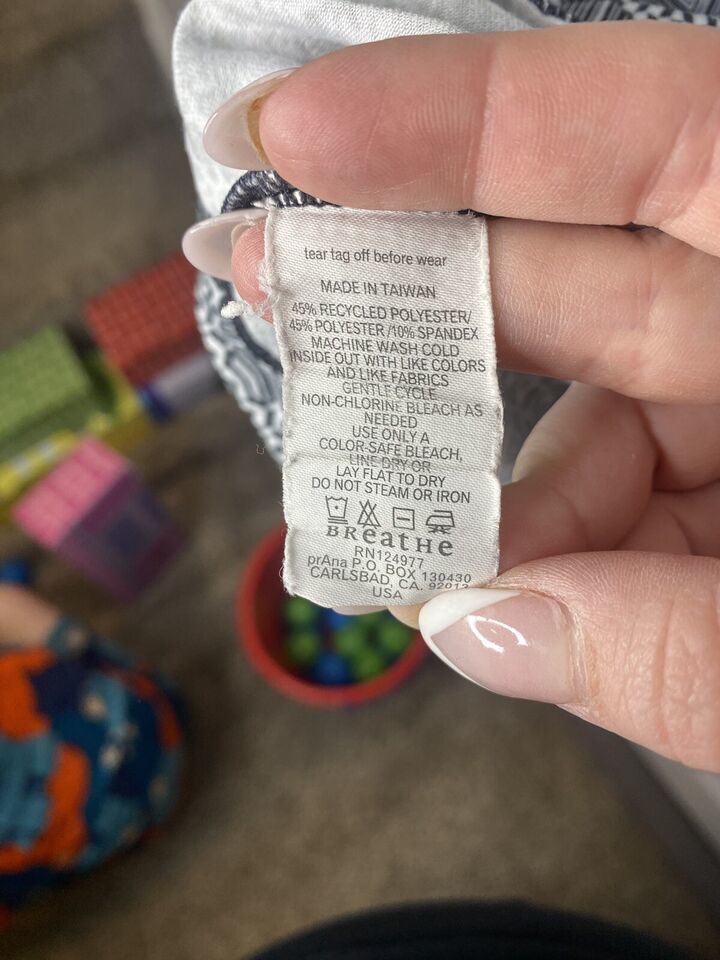 tear tag off before wear
MADE IN TAIWAN
45% RECYCLED POLYESTER/
45% POLYESTER /10% SPANDEX
MACHINE WASH COLD
INSIDE OUT WITH LIKE COLORS
AND LIKE FABRICS
GENTLE CYCLE
NON-CHLORINE BLEACH AS
NEEDED
USE ONLY A
COLOR-SAFE BLEACH,
LINE DRY OR
LAY FLAT TO DRY
DO NOT STEAM OR IRON
BReatHe
RN124977
prAna P.O. BOX 130430
CARLSBAD, CA. 92013
USA